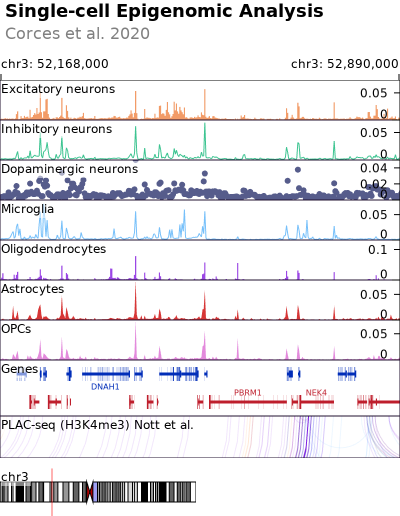 Single-cell Epigenomic Analysis
Corces et al. 2020
chr3: 52,168,000 chr3: 52,890,000
Excitatory neurons 0.05
0
Inhibitory neurons 0.05
0
Dopaminergic neurons 0.04
0.02
0
Microglia 0.05
0
Oligodendrocytes 0.1
0
Astrocytes 0.05
0
OPCs 0.05
0
Genes
DNAH1
PBRM1 NEK4
PLAC-seq (H3K4me3) Nott et al.
chr3